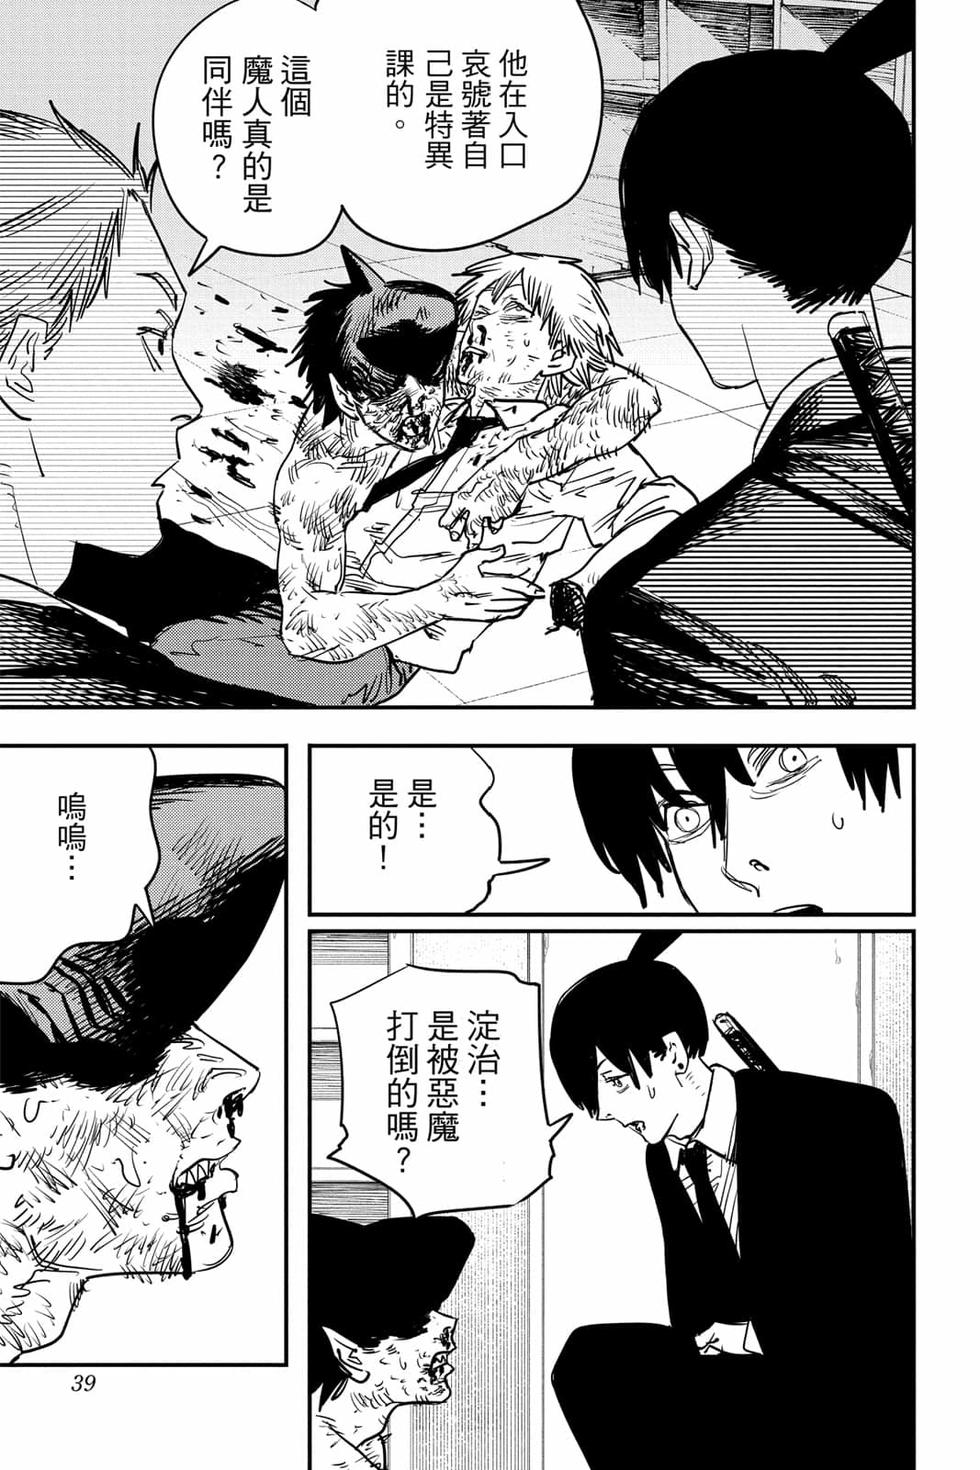 他在入口
哀號著自
己是特異
課的。
這個
魔人真的是
同伴嗎？
是…
是的！
淀治…
是被惡魔
打倒的嗎？
嗚嗚…
39